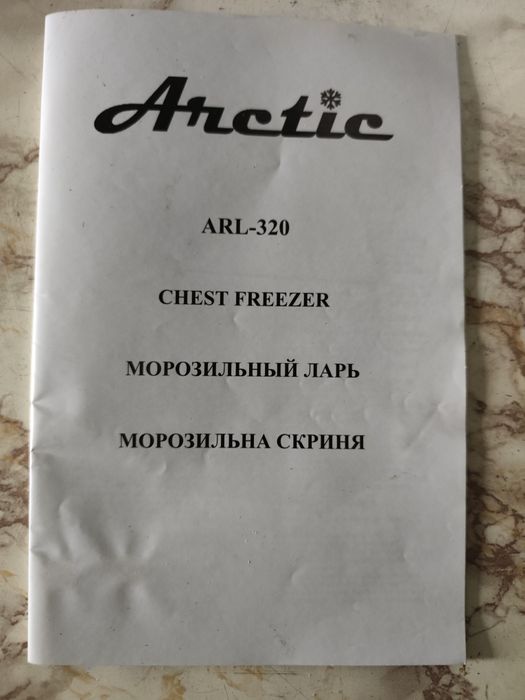 Arctic
ARL-320
CHEST FREEZER
МОРОЗИЛЬНЫЙ ЛАРЬ
МОРОЗИЛЬНА СКРИНЯ